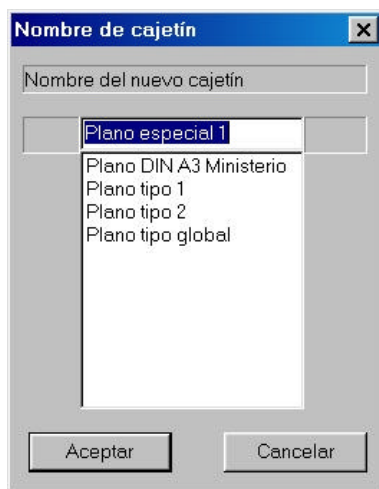 Nombre de cajetín
Nombre del nuevo cajetín
Plano especial 1
Plano DIN A3 Ministerio
Plano tipo 1
Plano tipo 2
Plano tipo global
Aceptar
Cancelar